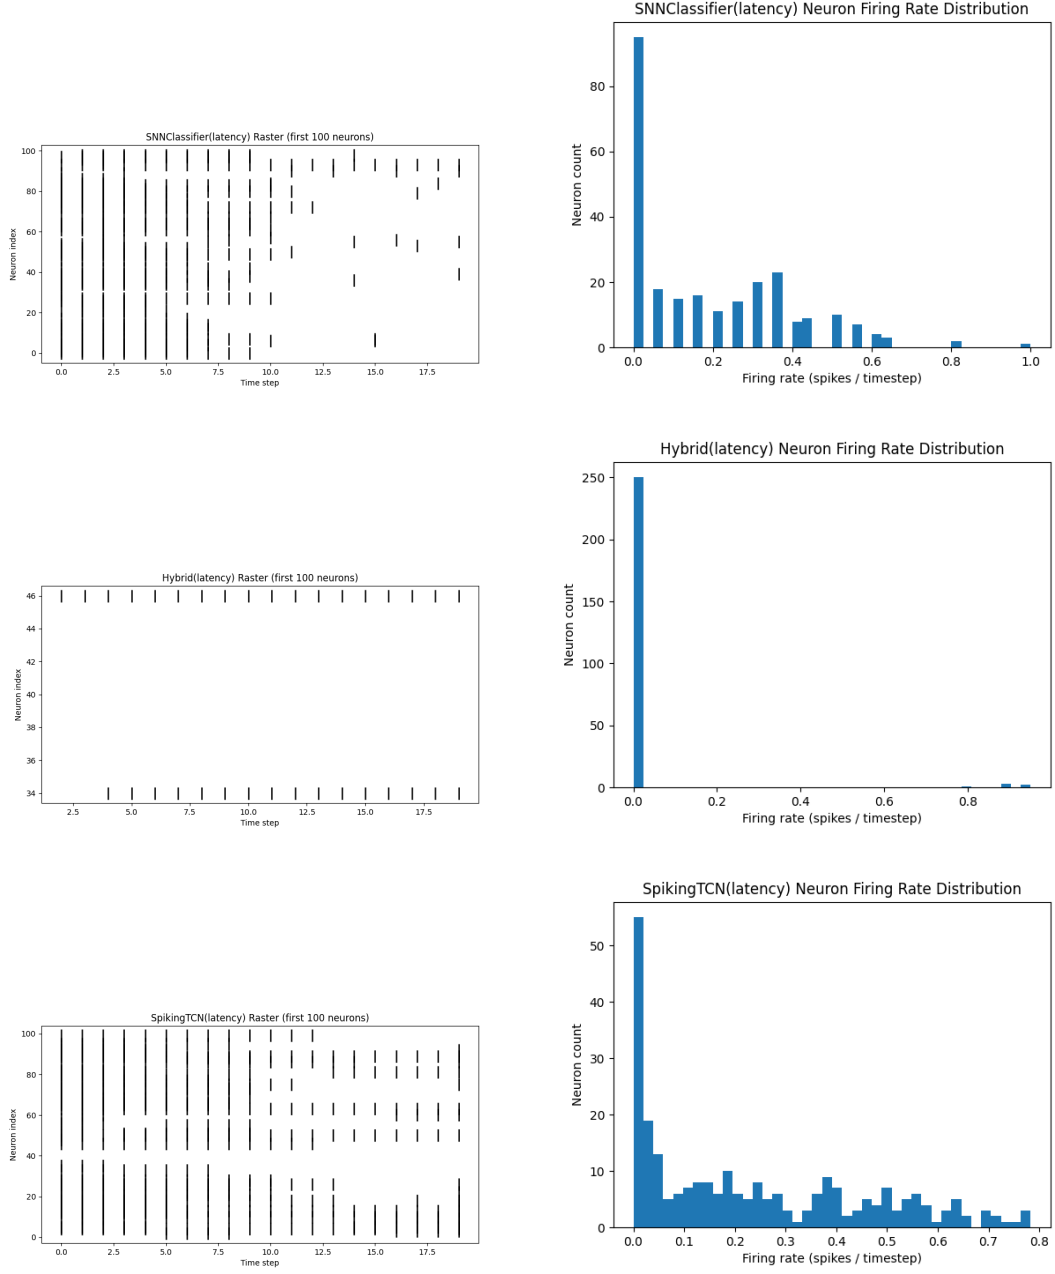 SNNClassifier(latency) Raster (first 100 neurons)
100
80
60
40
20
0
Neuron index
0.0 2.5 5.0 7.5 10.0 12.5 15.0 17.5
Time step
SNNClassifier(latency) Neuron Firing Rate Distribution
80
60
40
20
0
Neuron count
0.0 0.2 0.4 0.6 0.8 1.0
Firing rate (spikes / timestep)
Hybrid(latency) Raster (first 100 neurons)
46
44
42
40
38
36
34
Neuron index
2.5 5.0 7.5 10.0 12.5 15.0 17.5
Time step
Hybrid(latency) Neuron Firing Rate Distribution
250
200
150
100
50
0
Neuron count
0.0 0.2 0.4 0.6 0.8
Firing rate (spikes / timestep)
SpikingTCN(latency) Raster (first 100 neurons)
100
80
60
40
20
0
Neuron index
0.0 2.5 5.0 7.5 10.0 12.5 15.0 17.5
Time step
SpikingTCN(latency) Neuron Firing Rate Distribution
50
40
30
20
10
0
Neuron count
0.0 0.1 0.2 0.3 0.4 0.5 0.6 0.7 0.8
Firing rate (spikes / timestep)